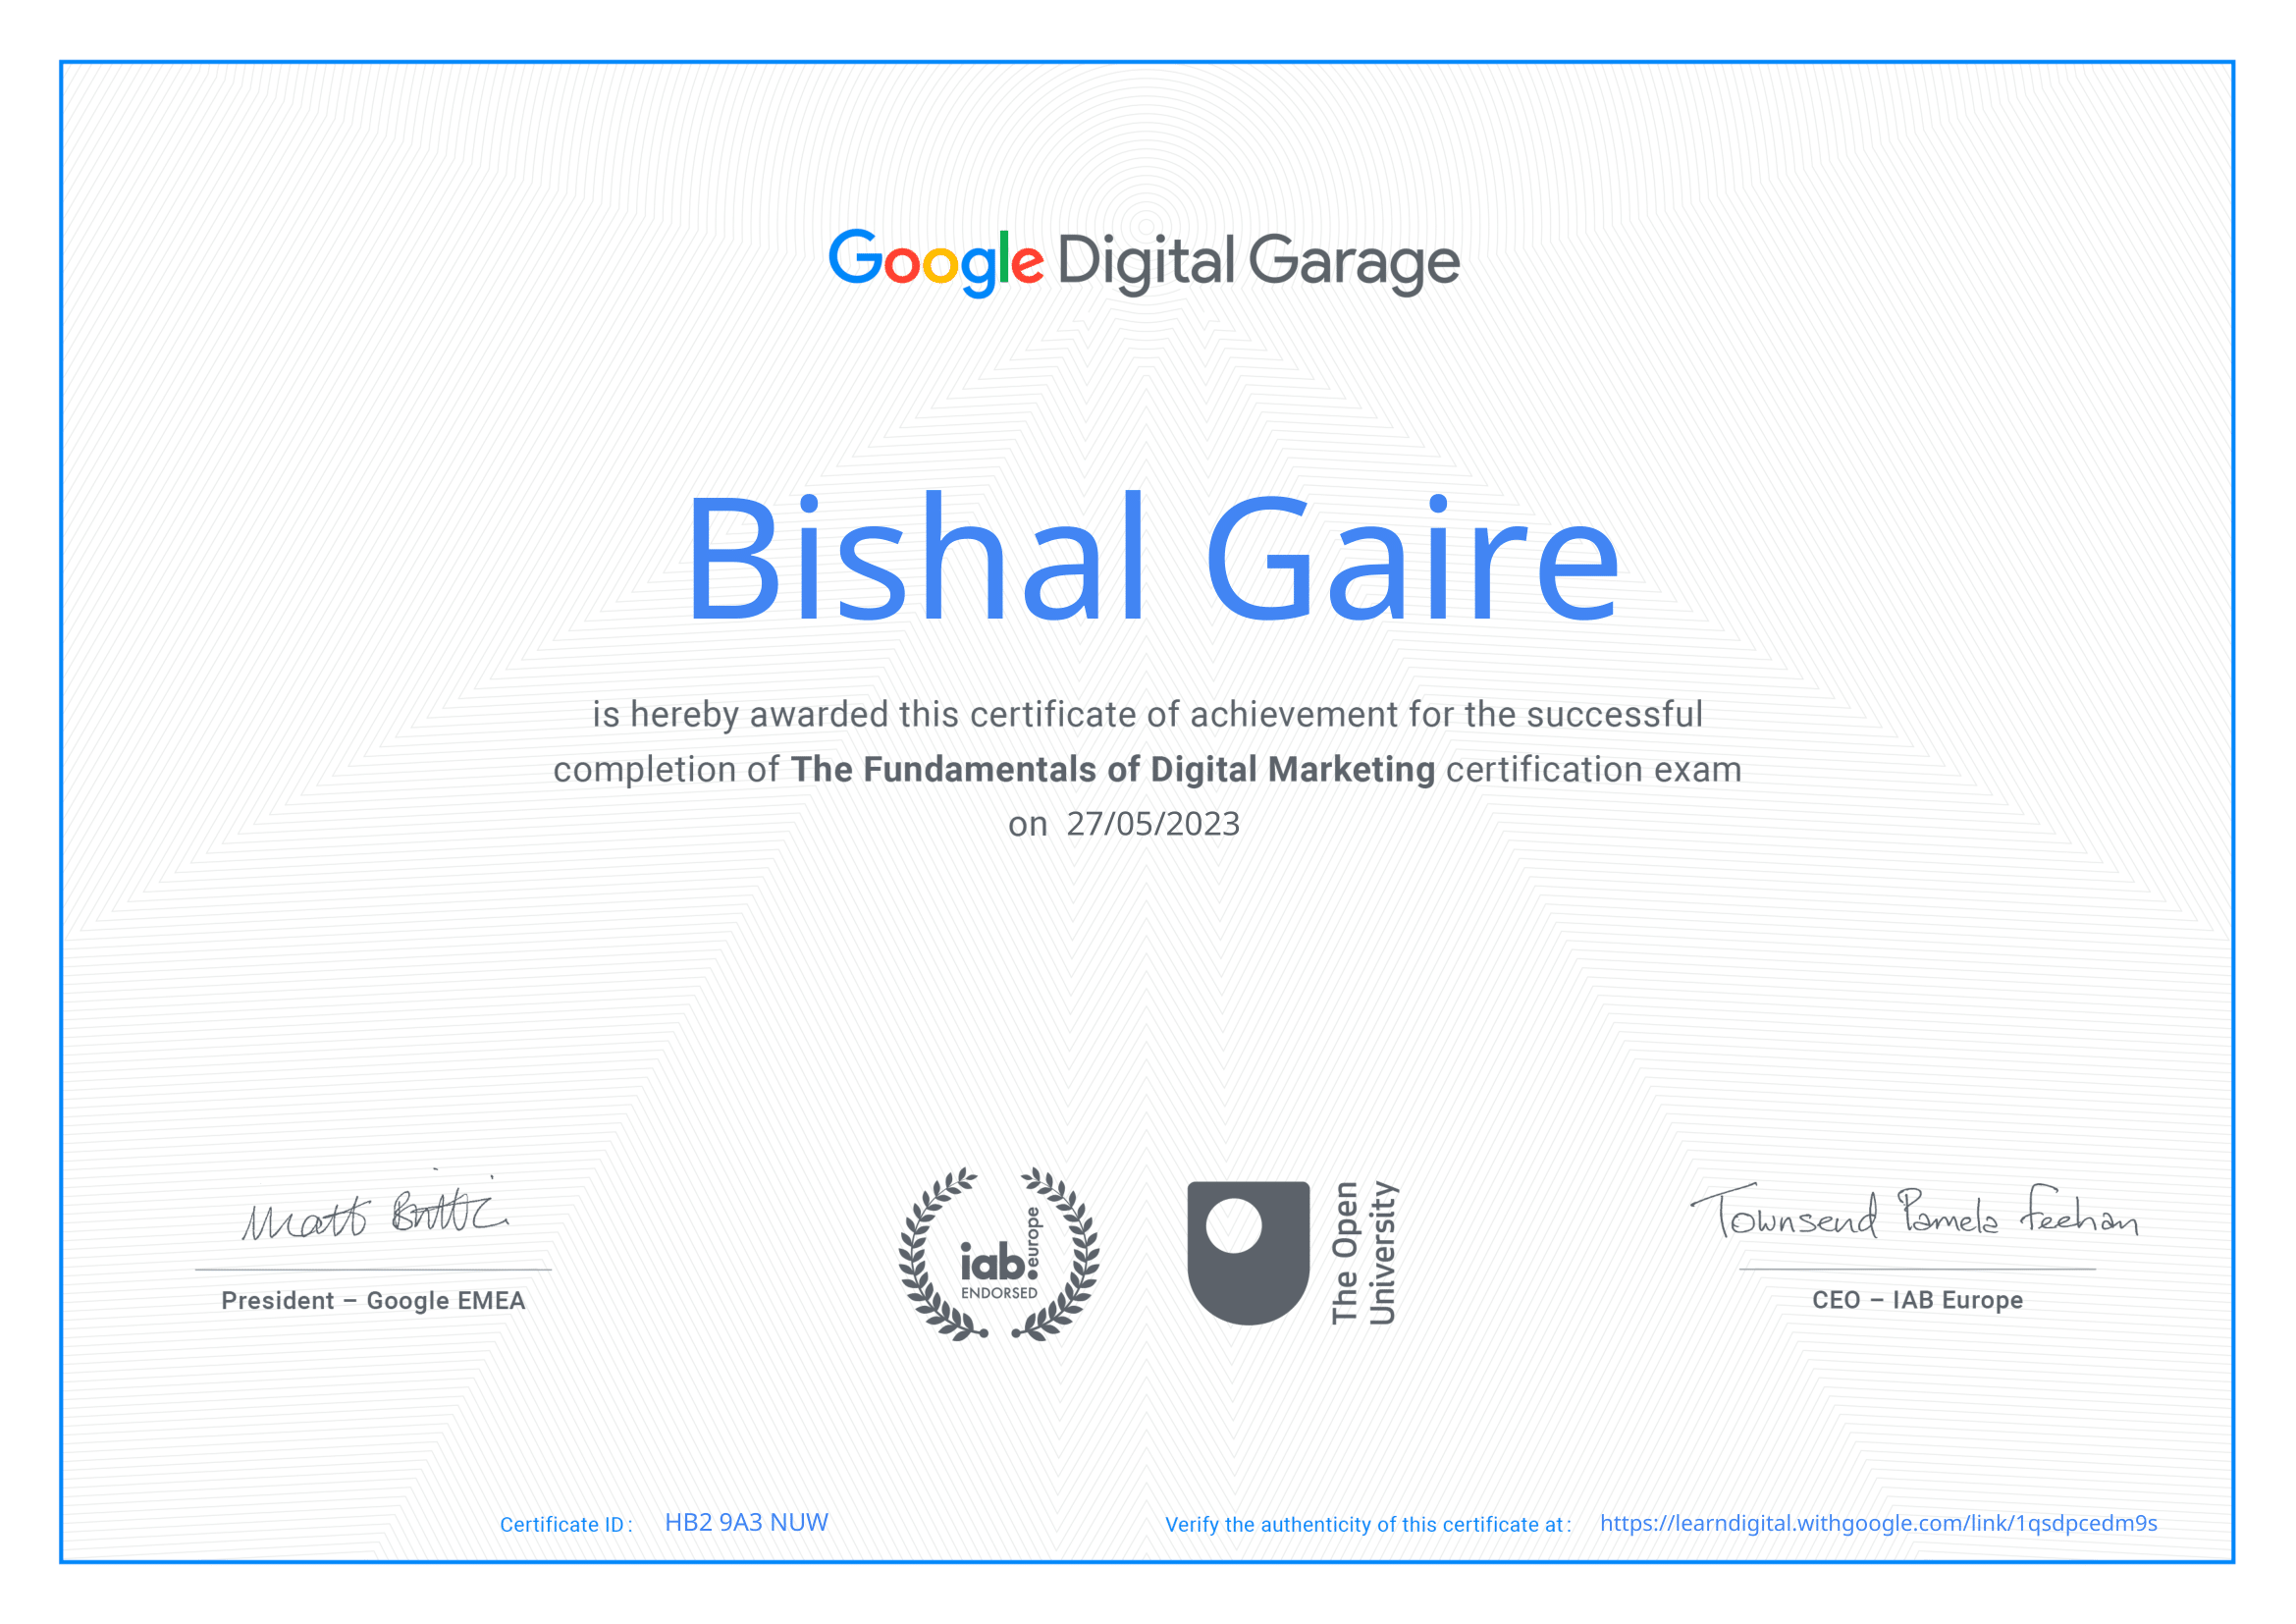 Google Digital Garage
Bishal Gaire
is hereby awarded this certificate of achievement for the successful
completion of The Fundamentals of Digital Marketing certification exam
on 27/05/2023
Matt Brittin
President – Google EMEA
iab.europe
ENDORSED
The Open
University
Townsend Pamela Feehan
CEO – IAB Europe
Certificate ID: HB2 9A3 NUW
Verify the authenticity of this certificate at: https://learndigital.withgoogle.com/link/1qsdpcedm9s